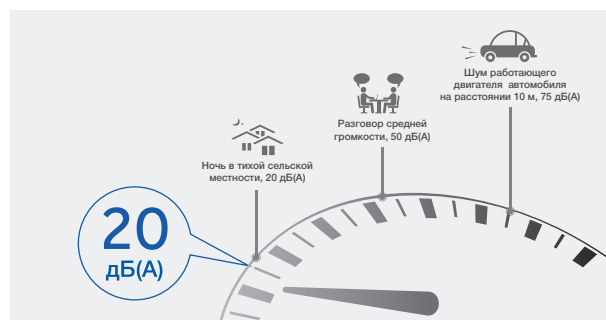 Шум работающего
двигателя автомобиля
на расстоянии 10 м, 75 дБ(A)
Разговор средней
громкости, 50 дБ(A)
Ночь в тихой сельской
местности, 20 дБ(A)
20
дБ(A)